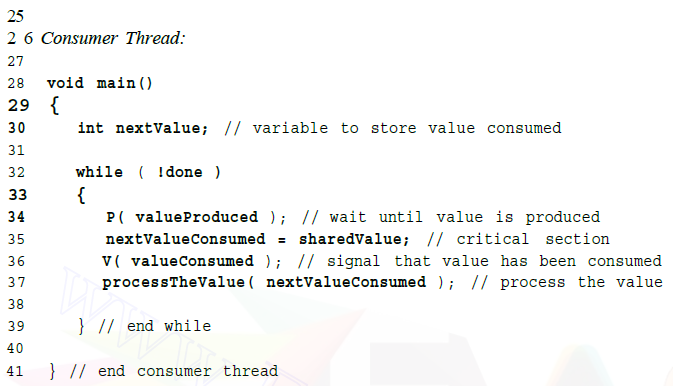 25
2 6 Consumer Thread:
27
28 void main()
29 {
30 int nextValue; // variable to store value consumed
31
32 while ( !done )
33 {
34 P( valueProduced ); // wait until value is produced
35 nextValueConsumed = sharedValue; // critical section
36 V( valueConsumed ); // signal that value has been consumed
37 processTheValue( nextValueConsumed ); // process the value
38
39 } // end while
40
41 } // end consumer thread